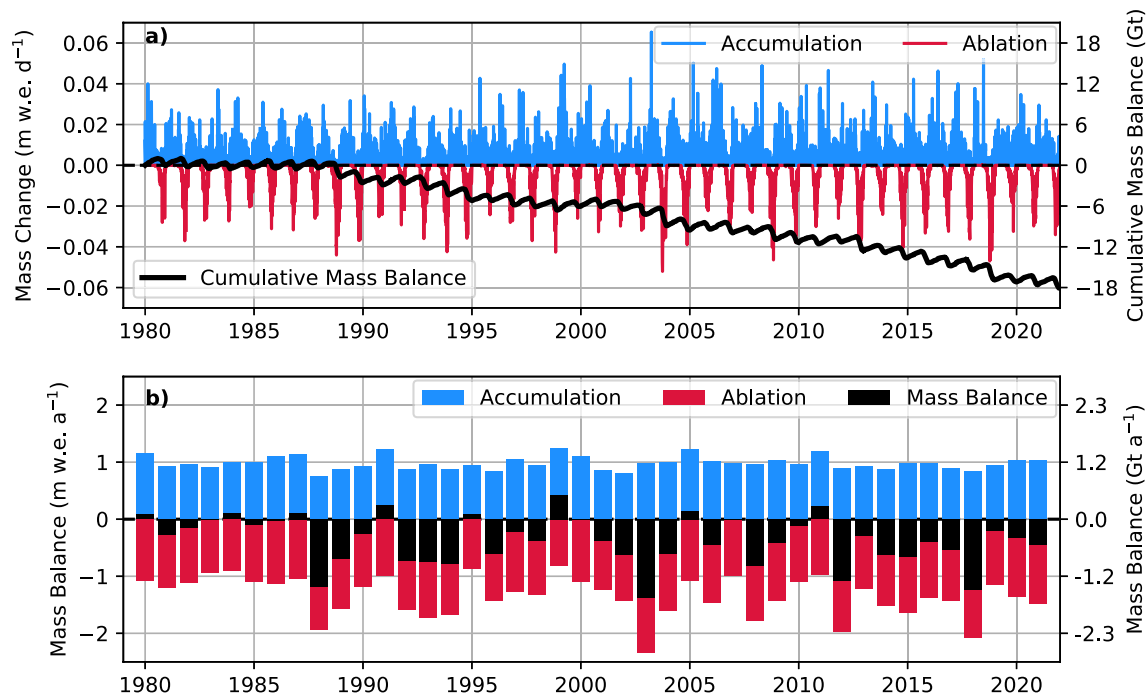 a)
Accumulation
Ablation
Cumulative Mass Balance
Mass Change (m w.e. d⁻¹)
0.06
0.04
0.02
0.00
−0.02
−0.04
−0.06
Cumulative Mass Balance (Gt)
18
12
6
0
−6
−12
−18
1980 1985 1990 1995 2000 2005 2010 2015 2020
b)
Accumulation
Ablation
Mass Balance
Mass Balance (m w.e. a⁻¹)
2
1
0
−1
−2
Mass Balance (Gt a⁻¹)
2.3
1.2
0.0
-1.2
-2.3
1980 1985 1990 1995 2000 2005 2010 2015 2020